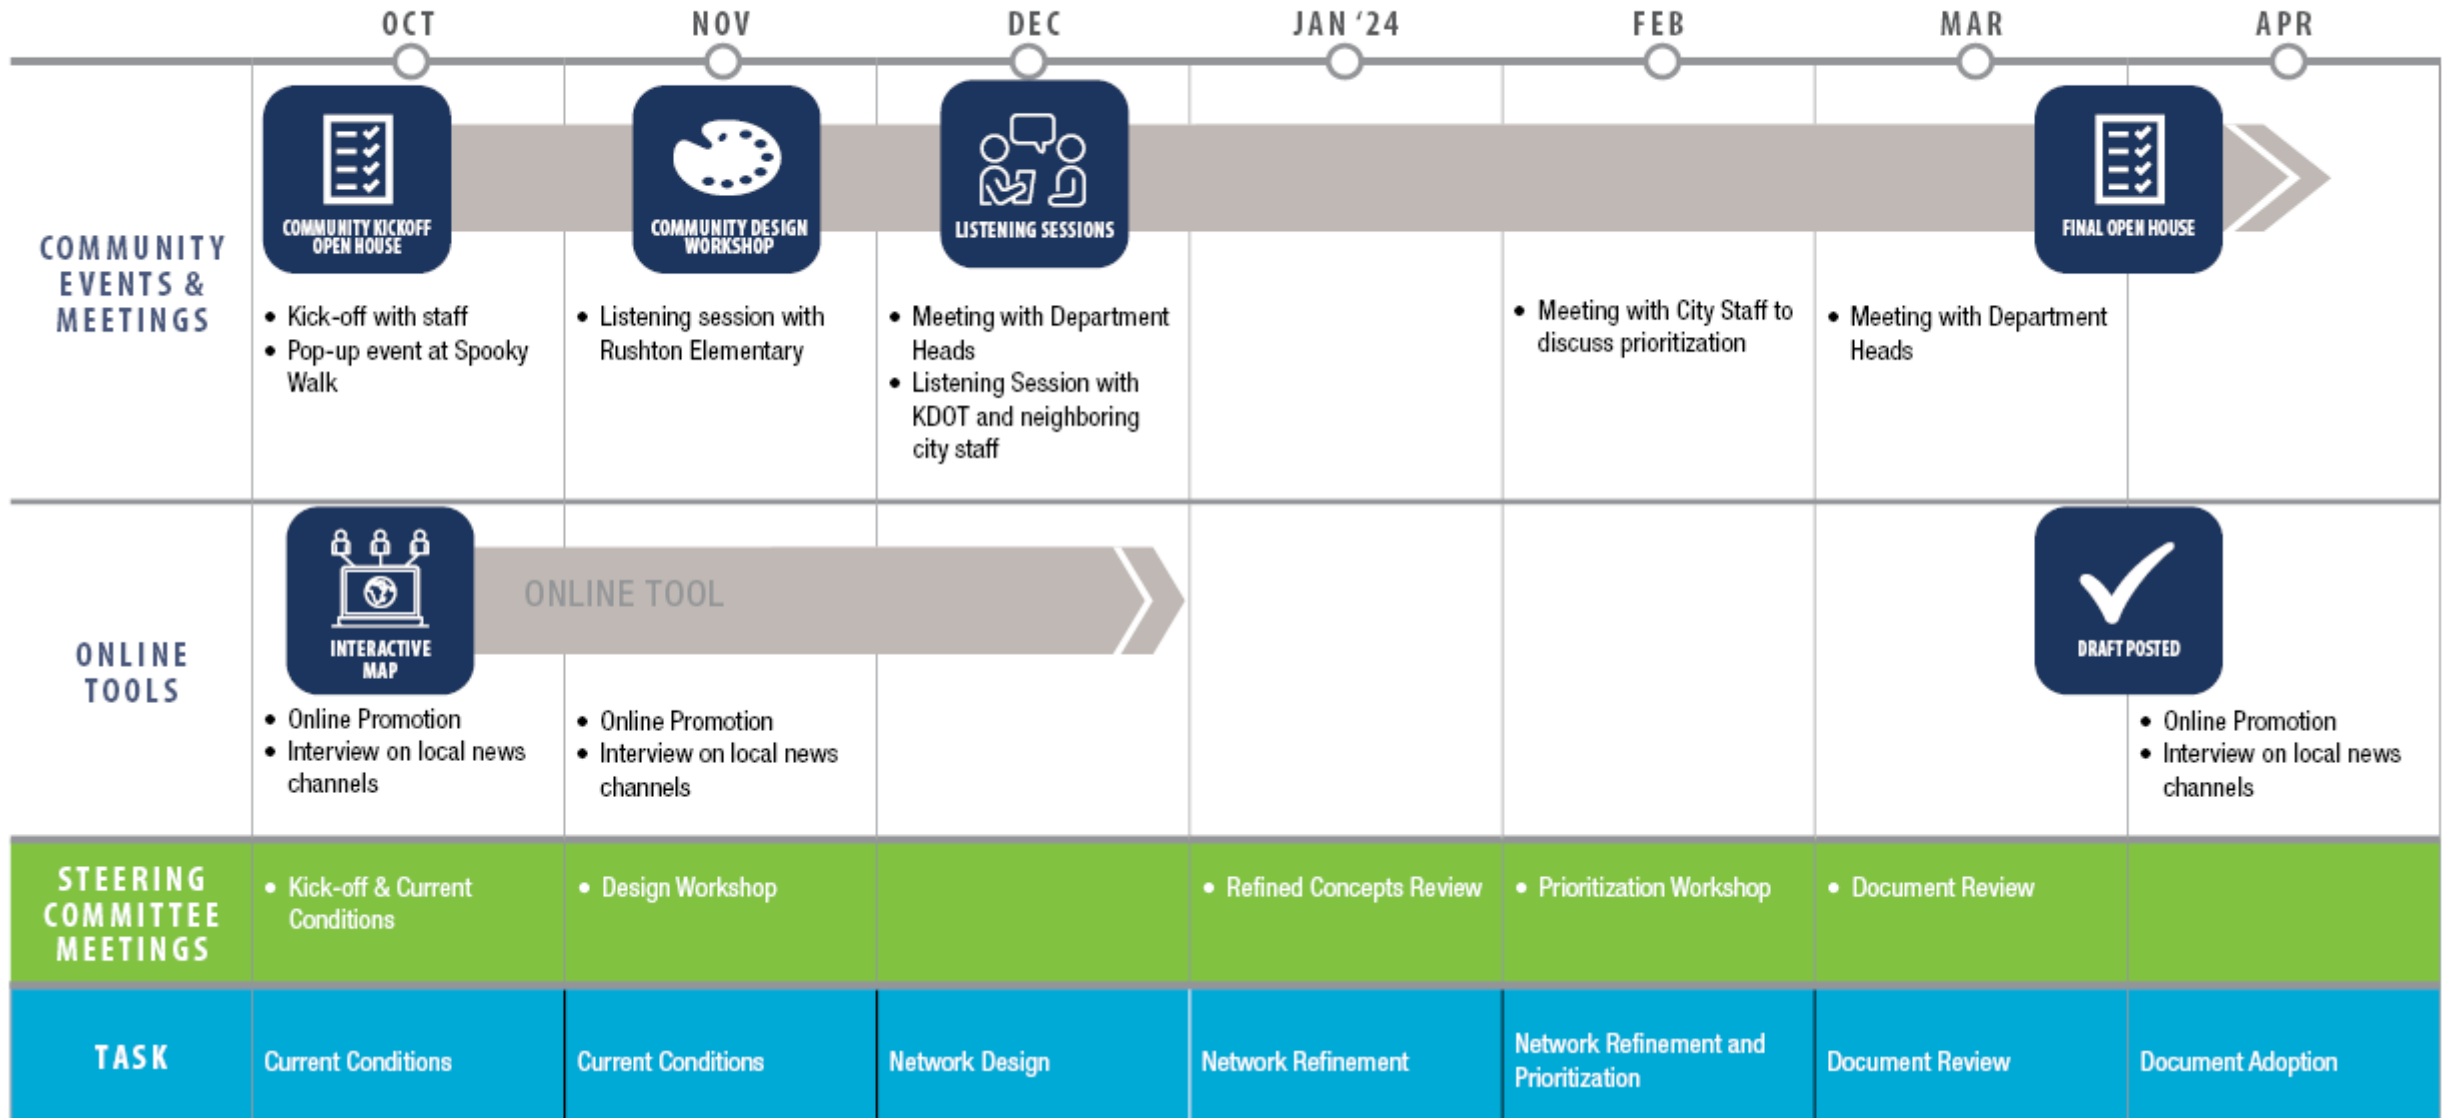 OCT NOV DEC JAN ‘24 FEB MAR APR
COMMUNITY
EVENTS &
MEETINGS
COMMUNITY KICKOFF
OPEN HOUSE
• Kick-off with staff
• Pop-up event at Spooky
Walk
COMMUNITY DESIGN
WORKSHOP
• Listening session with
Rushton Elementary
LISTENING SESSIONS
• Meeting with Department
Heads
• Listening Session with
KDOT and neighboring
city staff
• Meeting with City Staff to
discuss prioritization
FINAL OPEN HOUSE
• Meeting with Department
Heads
ONLINE
TOOLS
INTERACTIVE
MAP
ONLINE TOOL
• Online Promotion
• Interview on local news
channels
• Online Promotion
• Interview on local news
channels
DRAFT POSTED
• Online Promotion
• Interview on local news
channels
STEERING
COMMITTEE
MEETINGS
• Kick-off & Current
Conditions
• Design Workshop
• Refined Concepts Review
• Prioritization Workshop
• Document Review
TASK
Current Conditions
Current Conditions
Network Design
Network Refinement
Network Refinement and
Prioritization
Document Review
Document Adoption